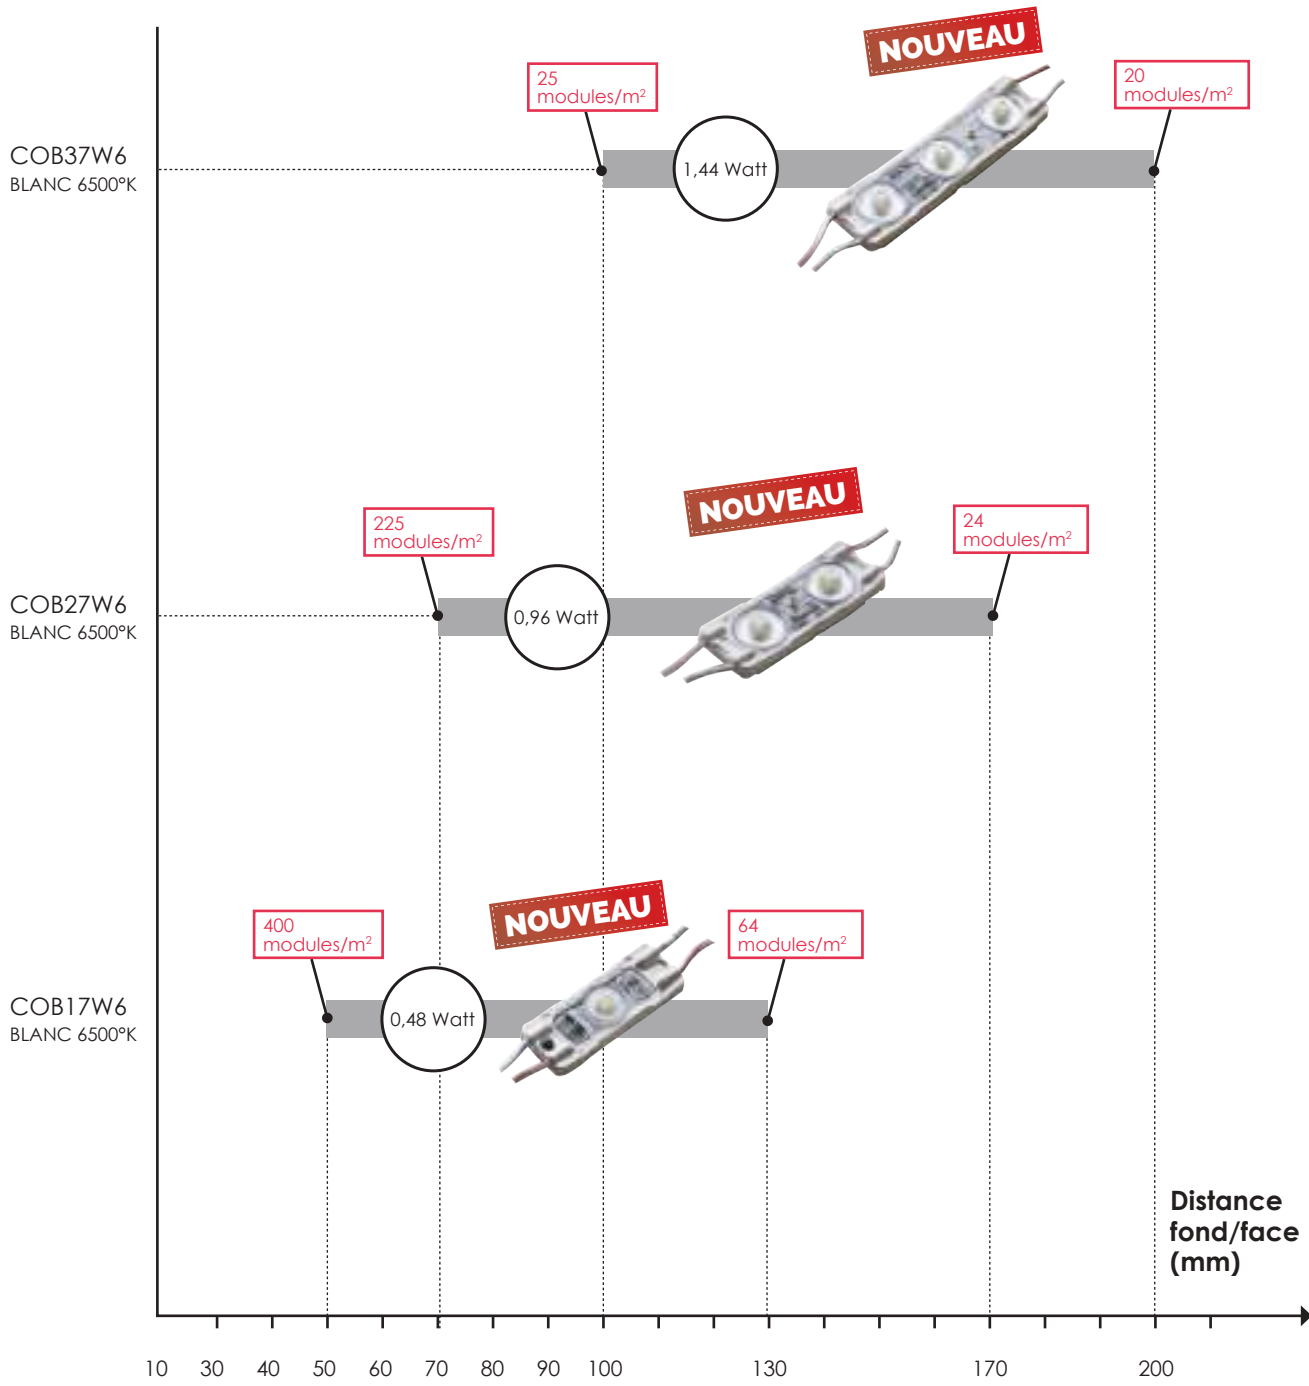 NOUVEAU
25
modules/m²
20
modules/m²
COB37W6
BLANC 6500°K
1,44 Watt
NOUVEAU
225
modules/m²
24
modules/m²
COB27W6
BLANC 6500°K
0,96 Watt
NOUVEAU
400
modules/m²
64
modules/m²
COB17W6
BLANC 6500°K
0,48 Watt
Distance
fond/face
(mm)
10 30 40 50 60 70 80 90 100 130 170 200